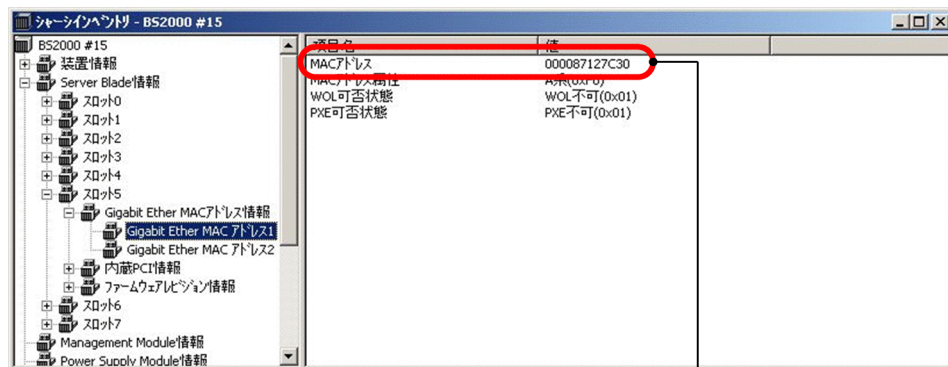 シャーシインベントリ - BS2000 #15
BS2000 #15
装置情報
Server Blade情報
スロット0
スロット1
スロット2
スロット3
スロット4
スロット5
Gigabit Ether MACアドレス情報
Gigabit Ether MAC アドレス1
Gigabit Ether MAC アドレス2
内蔵PCI情報
ファームウェアレビジョン情報
スロット6
スロット7
Management Module情報
Power Supply Module情報
項目名 値
MACアドレス 000087127C30
MACアドレス属性 A系(0xF0)
WOL可否状態 WOL不可(0x01)
PXE可否状態 PXE不可(0x01)